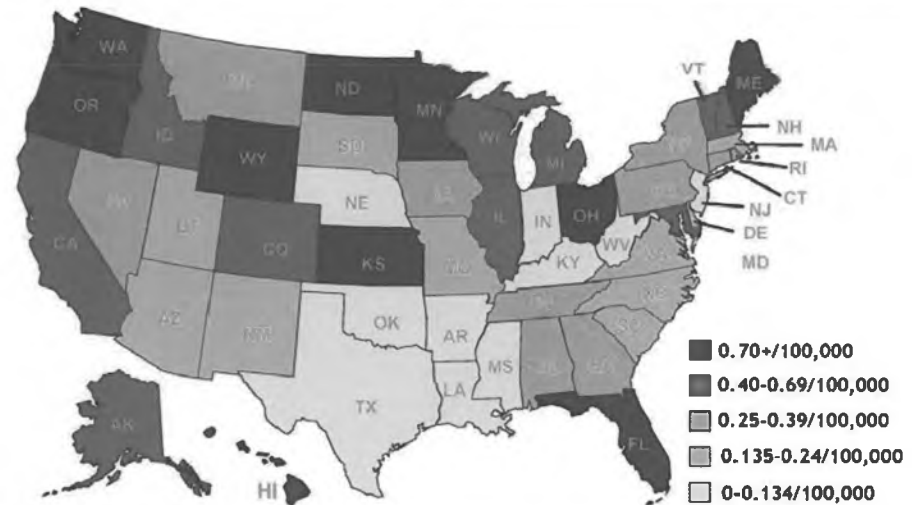 WA
VT
ME
ND
OR
MN
NH
ID
WI
MA
SD
WY
MI
RI
NY
CT
IA
PA
NE
NJ
NV
IL
IN
OH
DE
UT
CO
WV
CA
VA
MD
KS
MO
KY
NC
TN
AZ
OK
NM
AR
SC
MS
GA
0.70+/100,000
LA
0.40-0.69/100,000
TX
AK
0.25-0.39/100,000
FL
0.135-0.24/100,000
HI
0-0.134/100,000